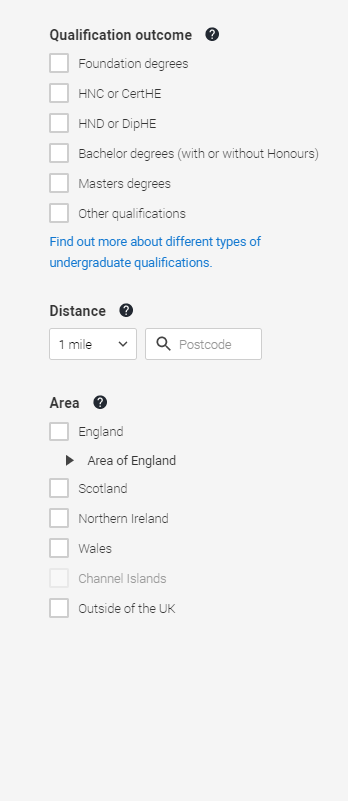 Qualification outcome ?
Foundation degrees
HNC or CertHE
HND or DipHE
Bachelor degrees (with or without Honours)
Masters degrees
Other qualifications
Find out more about different types of
undergraduate qualifications.
Distance ?
1 mile Postcode
Area ?
England
Area of England
Scotland
Northern Ireland
Wales
Channel Islands
Outside of the UK